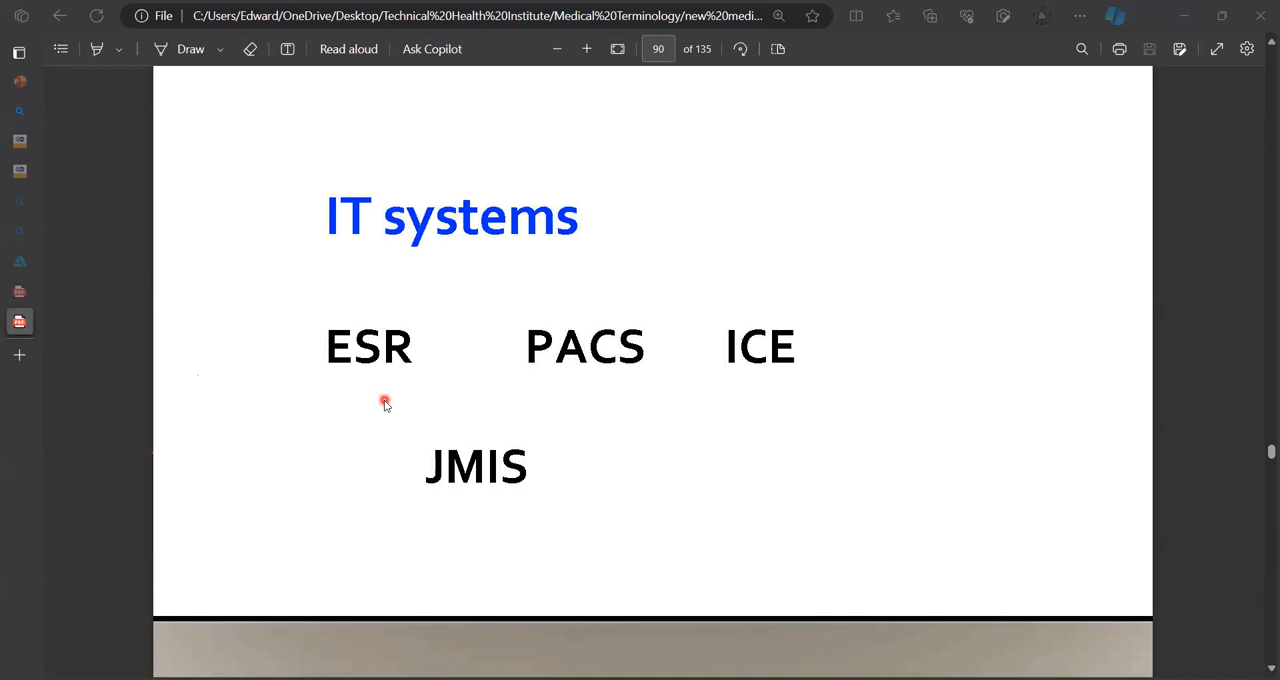 File
C:/Users/Edward/OneDrive/Desktop/Technical%20Health%20Institute/Medical%20Terminology/new%20medi...
Draw
Read aloud
Ask Copilot
90 of 135
IT systems
ESR PACS ICE
JMIS